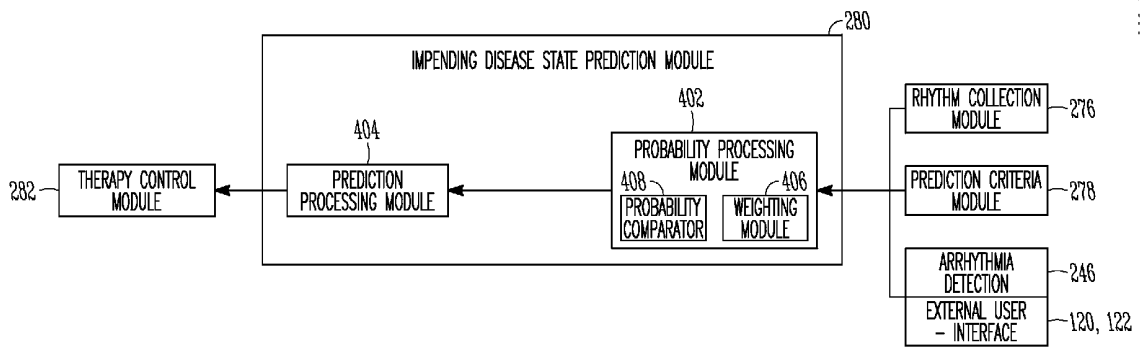 280
IMPENDING DISEASE STATE PREDICTION MODULE
402
404
RHYTHM COLLECTION
MODULE
276
PROBABILITY PROCESSING
MODULE
282
THERAPY CONTROL
MODULE
PREDICTION
PROCESSING MODULE
408
406
PROBABILITY
COMPARATOR
WEIGHTING
MODULE
PREDICTION CRITERIA
MODULE
278
ARRHYTHMIA
DETECTION
246
EXTERNAL USER
- INTERFACE
120, 122